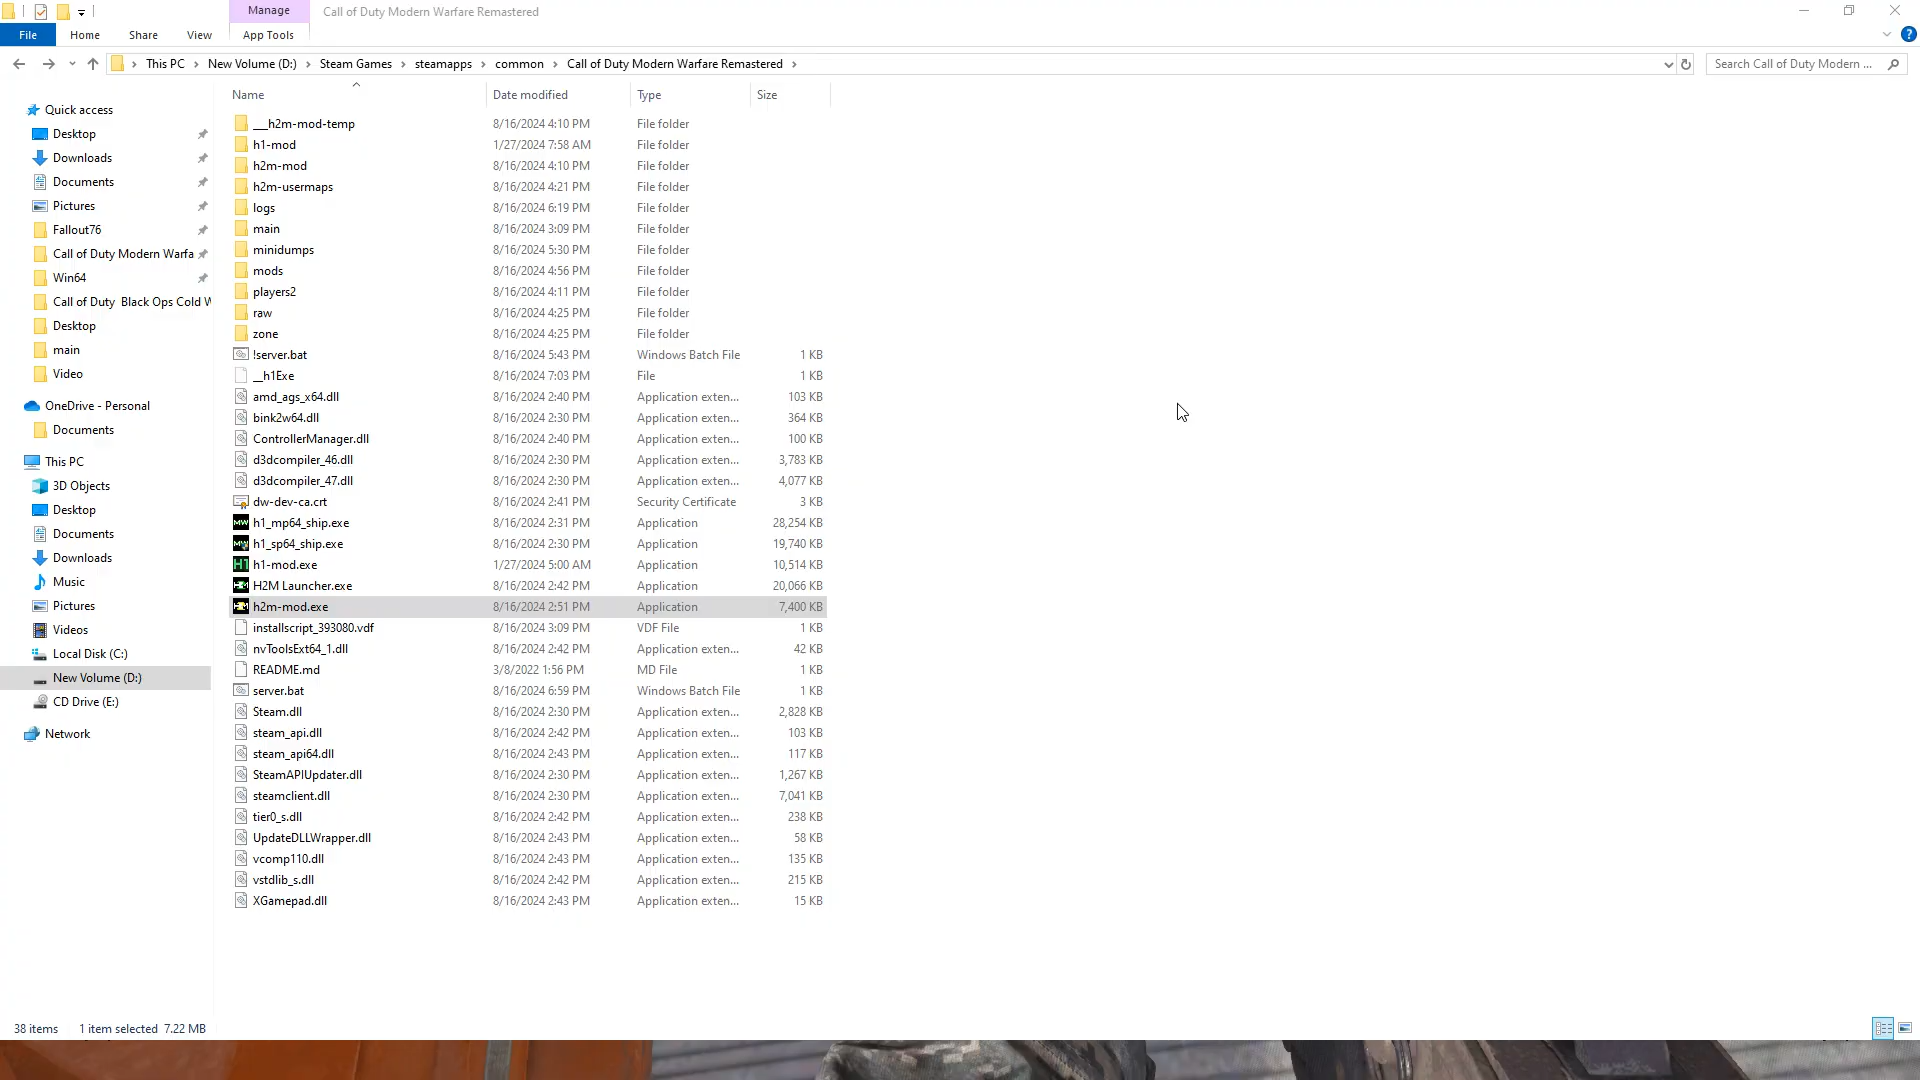 Manage
Call of Duty Modern Warfare Remastered
File
Home
Share
View
App Tools
This PC
New Volume (D:)
Steam Games
steamapps
common
Call of Duty Modern Warfare Remastered
Search Call of Duty Modern ...
Name
Date modified
Type
Size
Quick access
Desktop
Downloads
Documents
Pictures
Fallout76
Call of Duty Modern Warfa
Win64
Call of Duty Black Ops Cold W
Desktop
main
Video
OneDrive - Personal
Documents
This PC
3D Objects
Desktop
Documents
Downloads
Music
Pictures
Videos
Local Disk (C:)
New Volume (D:)
CD Drive (E:)
Network
___h2m-mod-temp 8/16/2024 4:10 PM File folder
h1-mod 1/27/2024 7:58 AM File folder
h2m-mod 8/16/2024 4:10 PM File folder
h2m-usermaps 8/16/2024 4:21 PM File folder
logs 8/16/2024 6:19 PM File folder
main 8/16/2024 3:09 PM File folder
minidumps 8/16/2024 5:30 PM File folder
mods 8/16/2024 4:56 PM File folder
players2 8/16/2024 4:11 PM File folder
raw 8/16/2024 4:25 PM File folder
zone 8/16/2024 4:25 PM File folder
!server.bat 8/16/2024 5:43 PM Windows Batch File 1 KB
__h1Exe 8/16/2024 7:03 PM File 1 KB
amd_ags_x64.dll 8/16/2024 2:40 PM Application exten... 103 KB
bink2w64.dll 8/16/2024 2:30 PM Application exten... 364 KB
ControllerManager.dll 8/16/2024 2:40 PM Application exten... 100 KB
d3dcompiler_46.dll 8/16/2024 2:30 PM Application exten... 3,783 KB
d3dcompiler_47.dll 8/16/2024 2:30 PM Application exten... 4,077 KB
dw-dev-ca.crt 8/16/2024 2:41 PM Security Certificate 3 KB
h1_mp64_ship.exe 8/16/2024 2:31 PM Application 28,254 KB
h1_sp64_ship.exe 8/16/2024 2:30 PM Application 19,740 KB
h1-mod.exe 1/27/2024 5:00 AM Application 10,514 KB
H2M Launcher.exe 8/16/2024 2:42 PM Application 20,066 KB
h2m-mod.exe 8/16/2024 2:51 PM Application 7,400 KB
installscript_393080.vdf 8/16/2024 3:09 PM VDF File 1 KB
nvToolsExt64_1.dll 8/16/2024 2:42 PM Application exten... 42 KB
README.md 3/8/2022 1:56 PM MD File 1 KB
server.bat 8/16/2024 6:59 PM Windows Batch File 1 KB
Steam.dll 8/16/2024 2:30 PM Application exten... 2,828 KB
steam_api.dll 8/16/2024 2:42 PM Application exten... 103 KB
steam_api64.dll 8/16/2024 2:43 PM Application exten... 117 KB
SteamAPIUpdater.dll 8/16/2024 2:30 PM Application exten... 1,267 KB
steamclient.dll 8/16/2024 2:30 PM Application exten... 7,041 KB
tier0_s.dll 8/16/2024 2:42 PM Application exten... 238 KB
UpdateDLLWrapper.dll 8/16/2024 2:43 PM Application exten... 58 KB
vcomp110.dll 8/16/2024 2:43 PM Application exten... 135 KB
vstdlib_s.dll 8/16/2024 2:42 PM Application exten... 215 KB
XGamepad.dll 8/16/2024 2:43 PM Application exten... 15 KB
38 items 1 item selected 7.22 MB